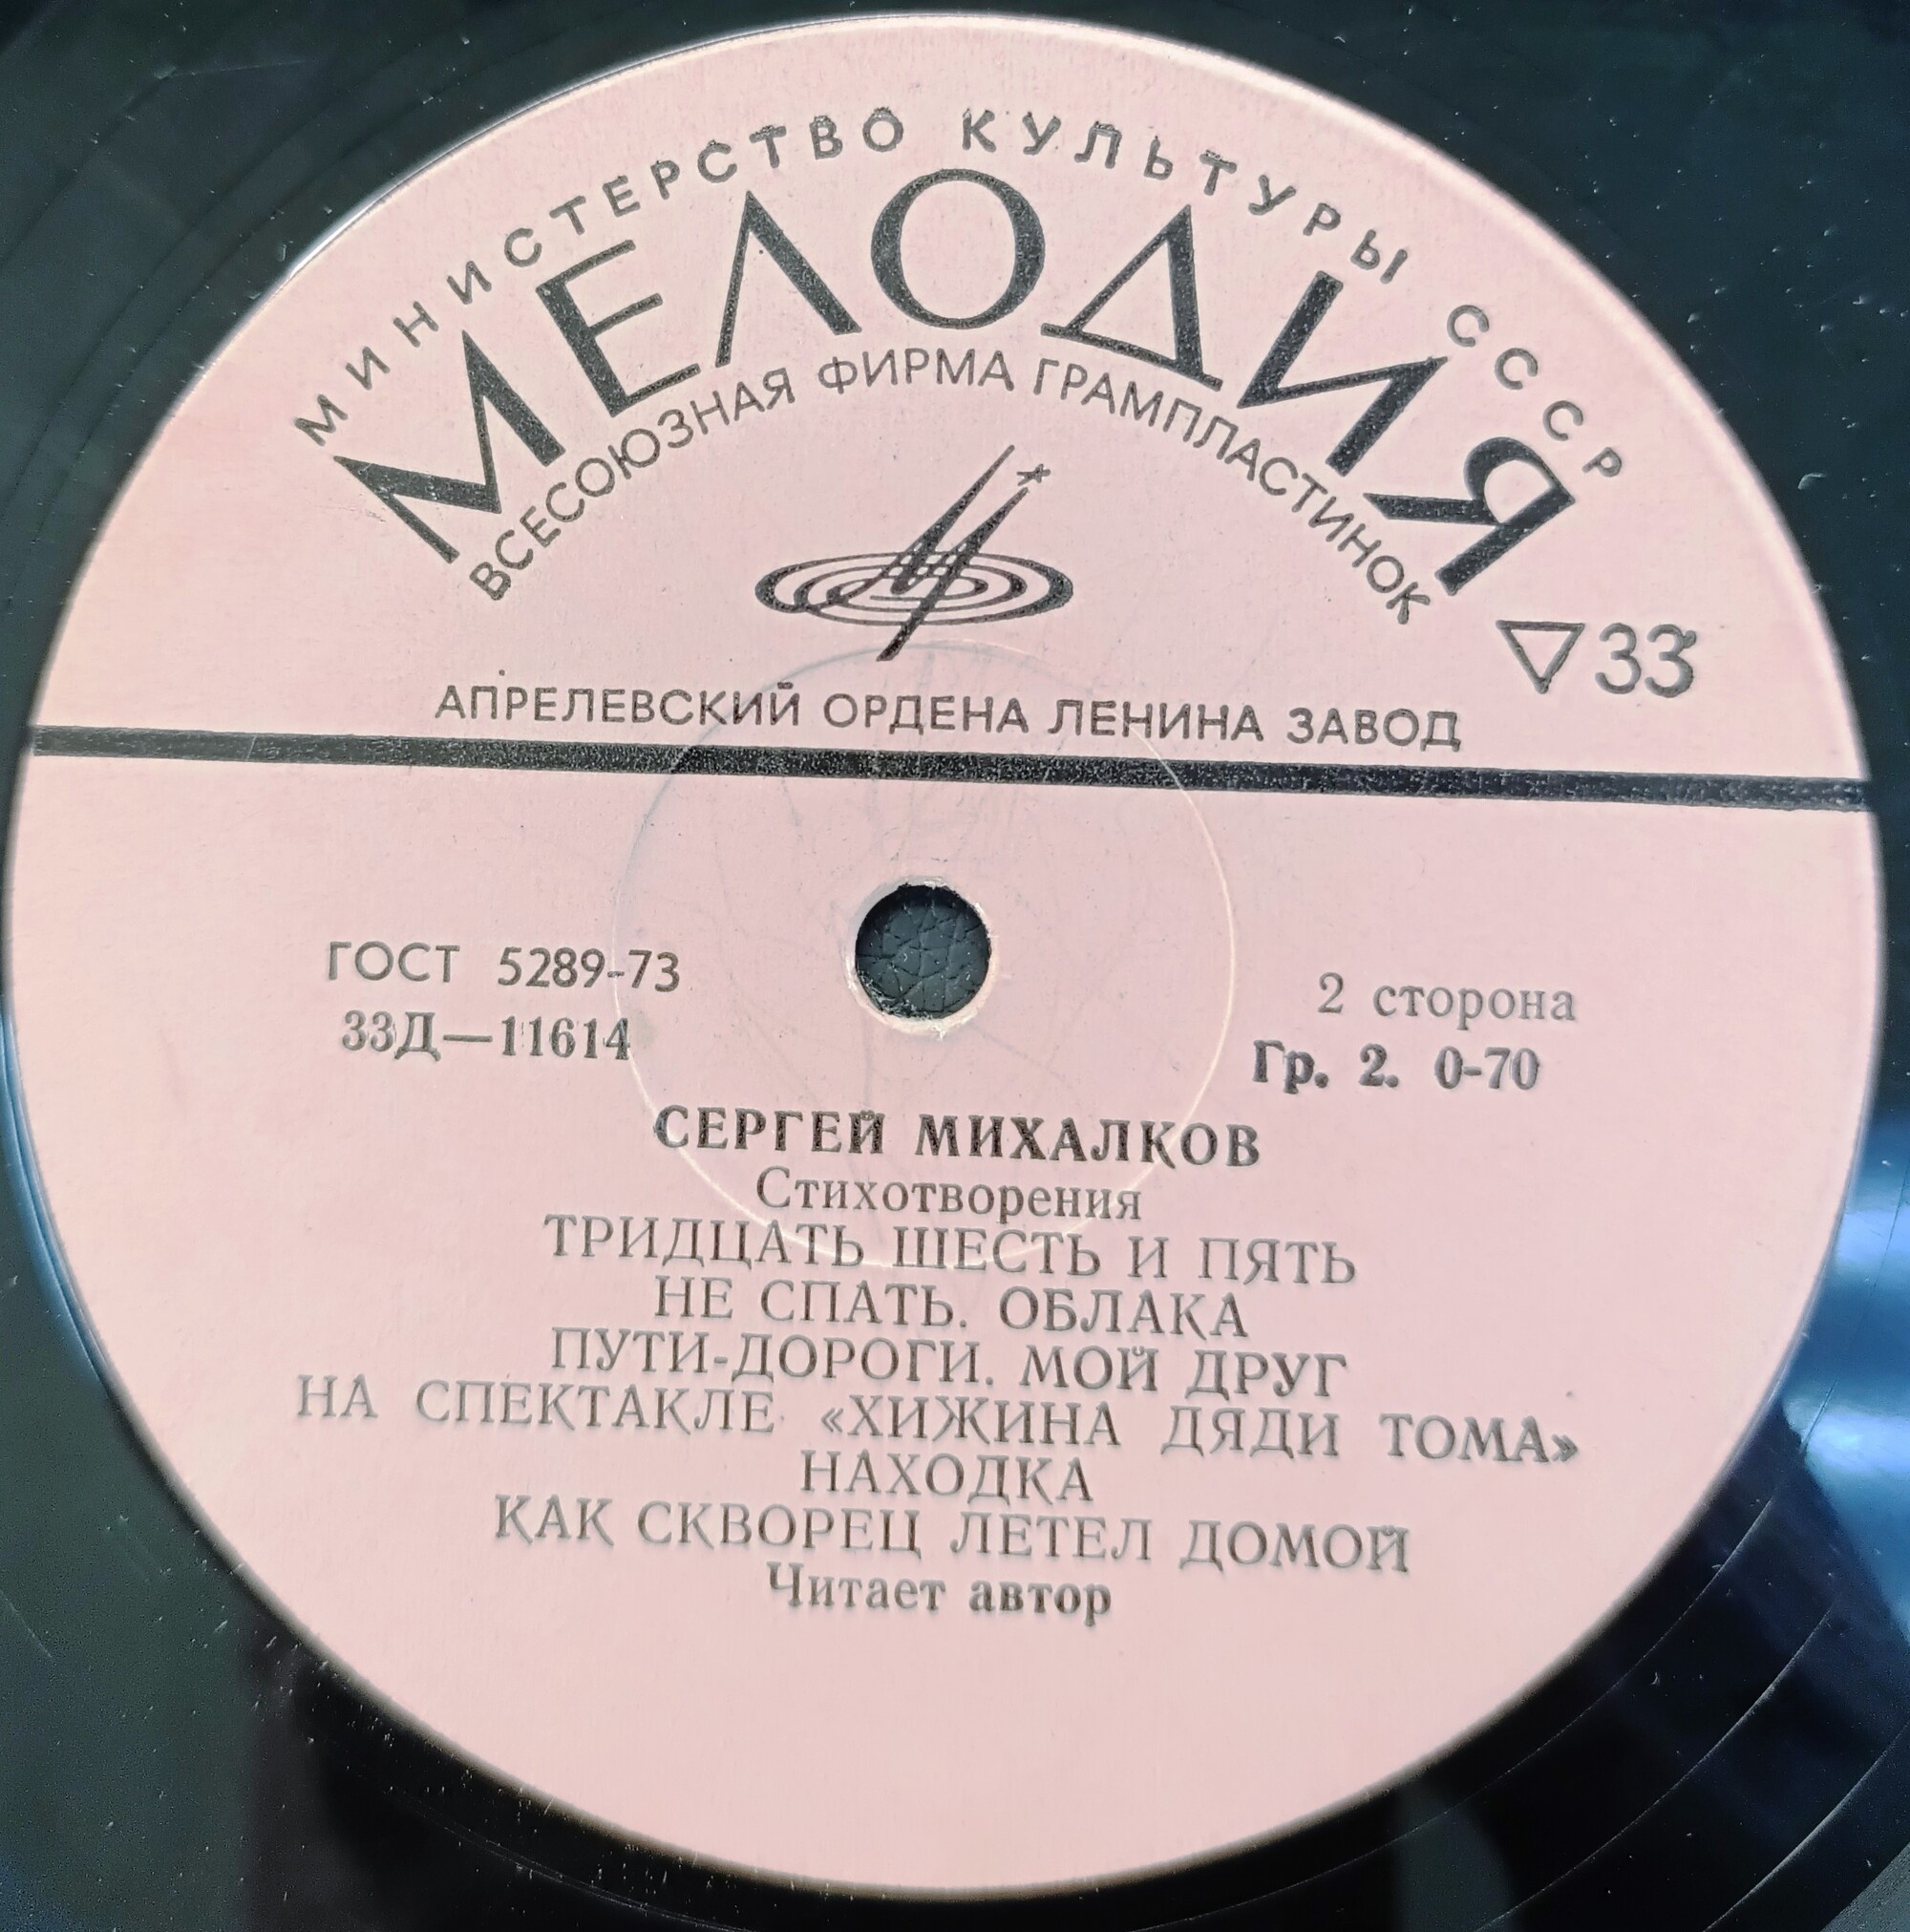 МИНИСТЕРСТВО КУЛЬТУРЫ СССР
МЕЛОДИЯ
ВСЕСОЮЗНАЯ ФИРМА ГРАМПЛАСТИНОК
33
АПРЕЛЕВСКИЙ ОРДЕНА ЛЕНИНА ЗАВОД
ГОСТ 5289-73
33Д—11614
2 сторона
Гр. 2. 0-70
СЕРГЕЙ МИХАЛКОВ
Стихотворения
ТРИДЦАТЬ ШЕСТЬ И ПЯТЬ
НЕ СПАТЬ. ОБЛАКА
ПУТИ-ДОРОГИ. МОЙ ДРУГ
НА СПЕКТАКЛЕ «ХИЖИНА ДЯДИ ТОМА»
НАХОДКА
КАК СКВОРЕЦ ЛЕТЕЛ ДОМОЙ
Читает автор